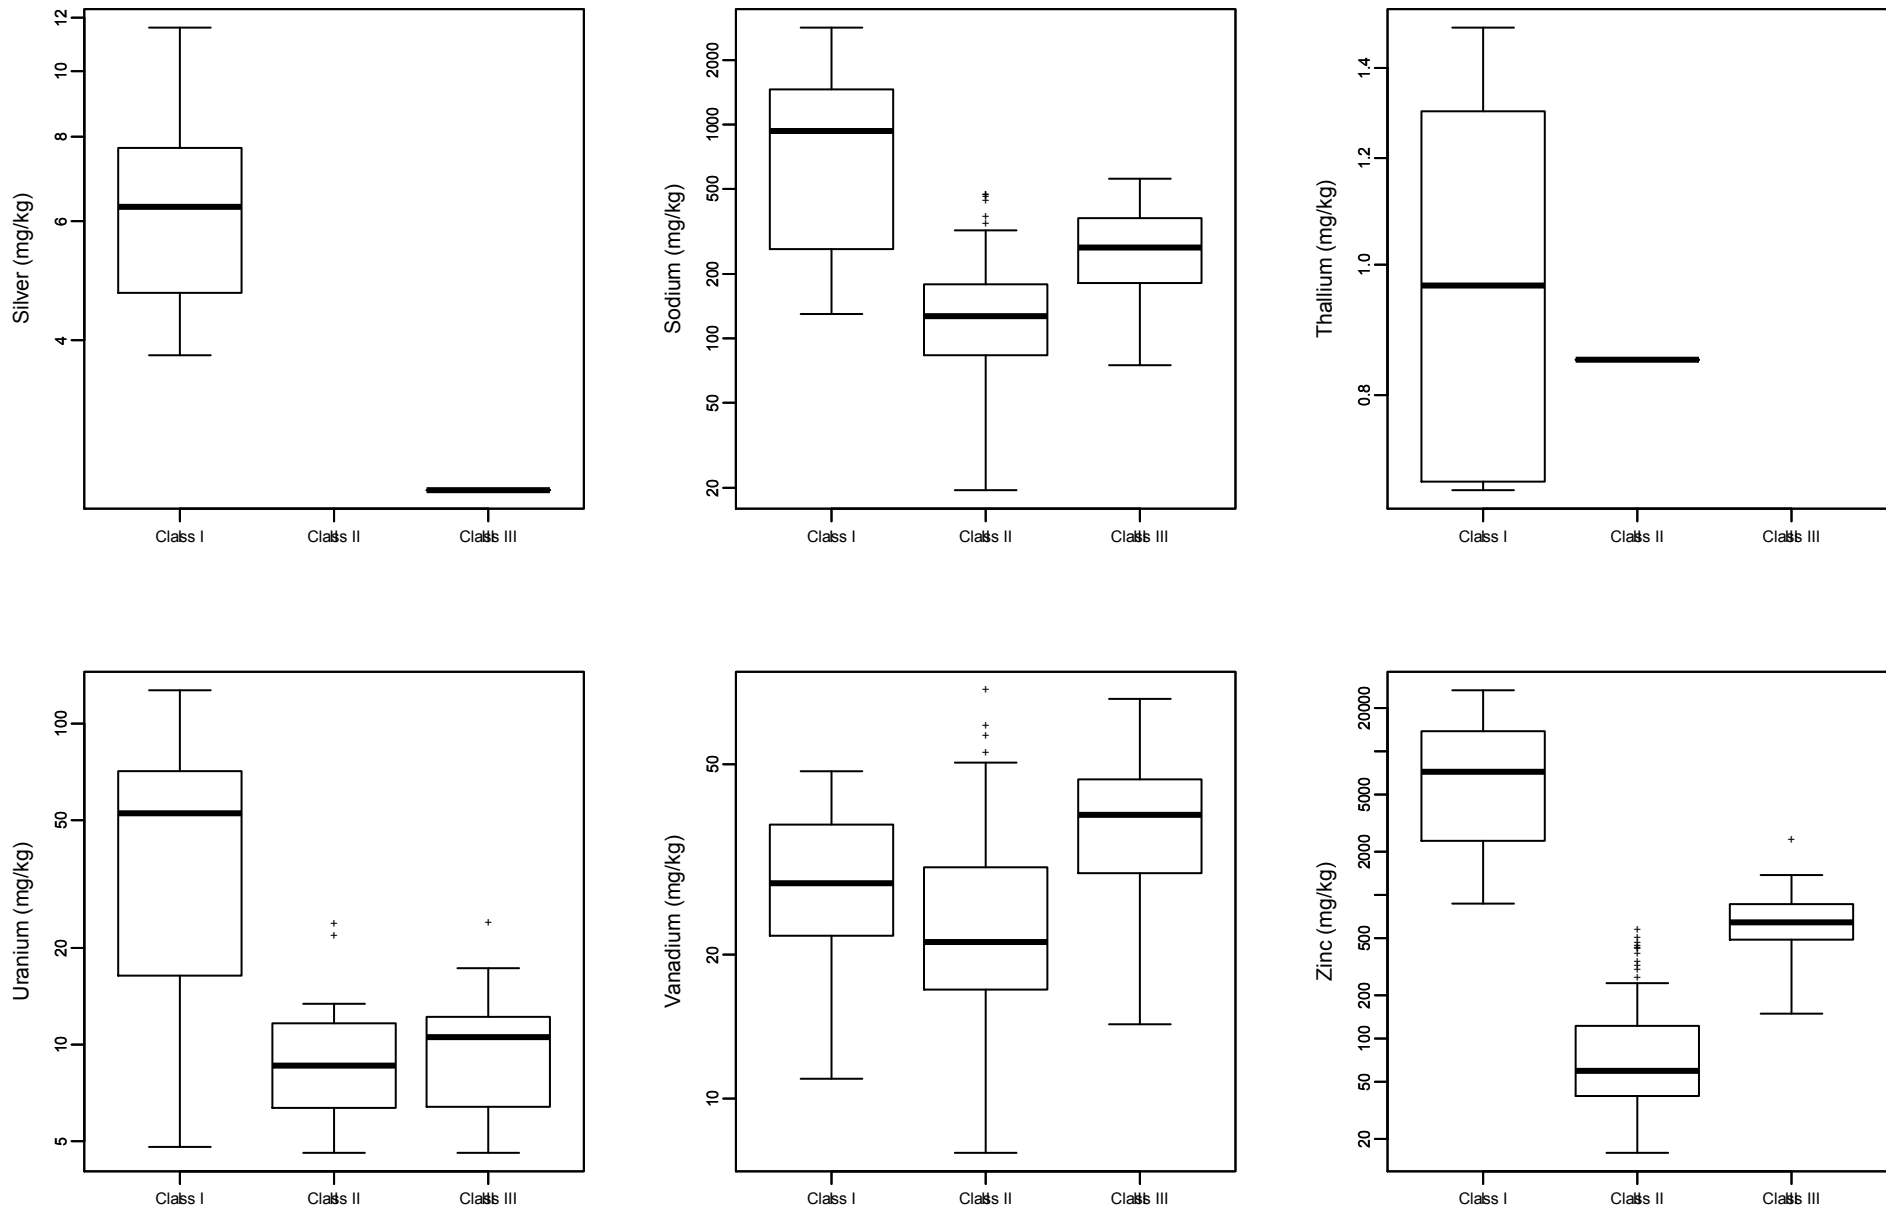 Silver (mg/kg)
12
10
8
6
4
Class I
Class II
Class III
Sodium (mg/kg)
2000
1000
500
200
100
50
20
Class I
Class II
Class III
Thallium (mg/kg)
1.4
1.2
1.0
0.8
Class I
Class II
Class III
Uranium (mg/kg)
100
50
20
10
5
Class I
Class II
Class III
Vanadium (mg/kg)
50
20
10
Class I
Class II
Class III
Zinc (mg/kg)
20000
5000
2000
500
200
100
50
20
Class I
Class II
Class III